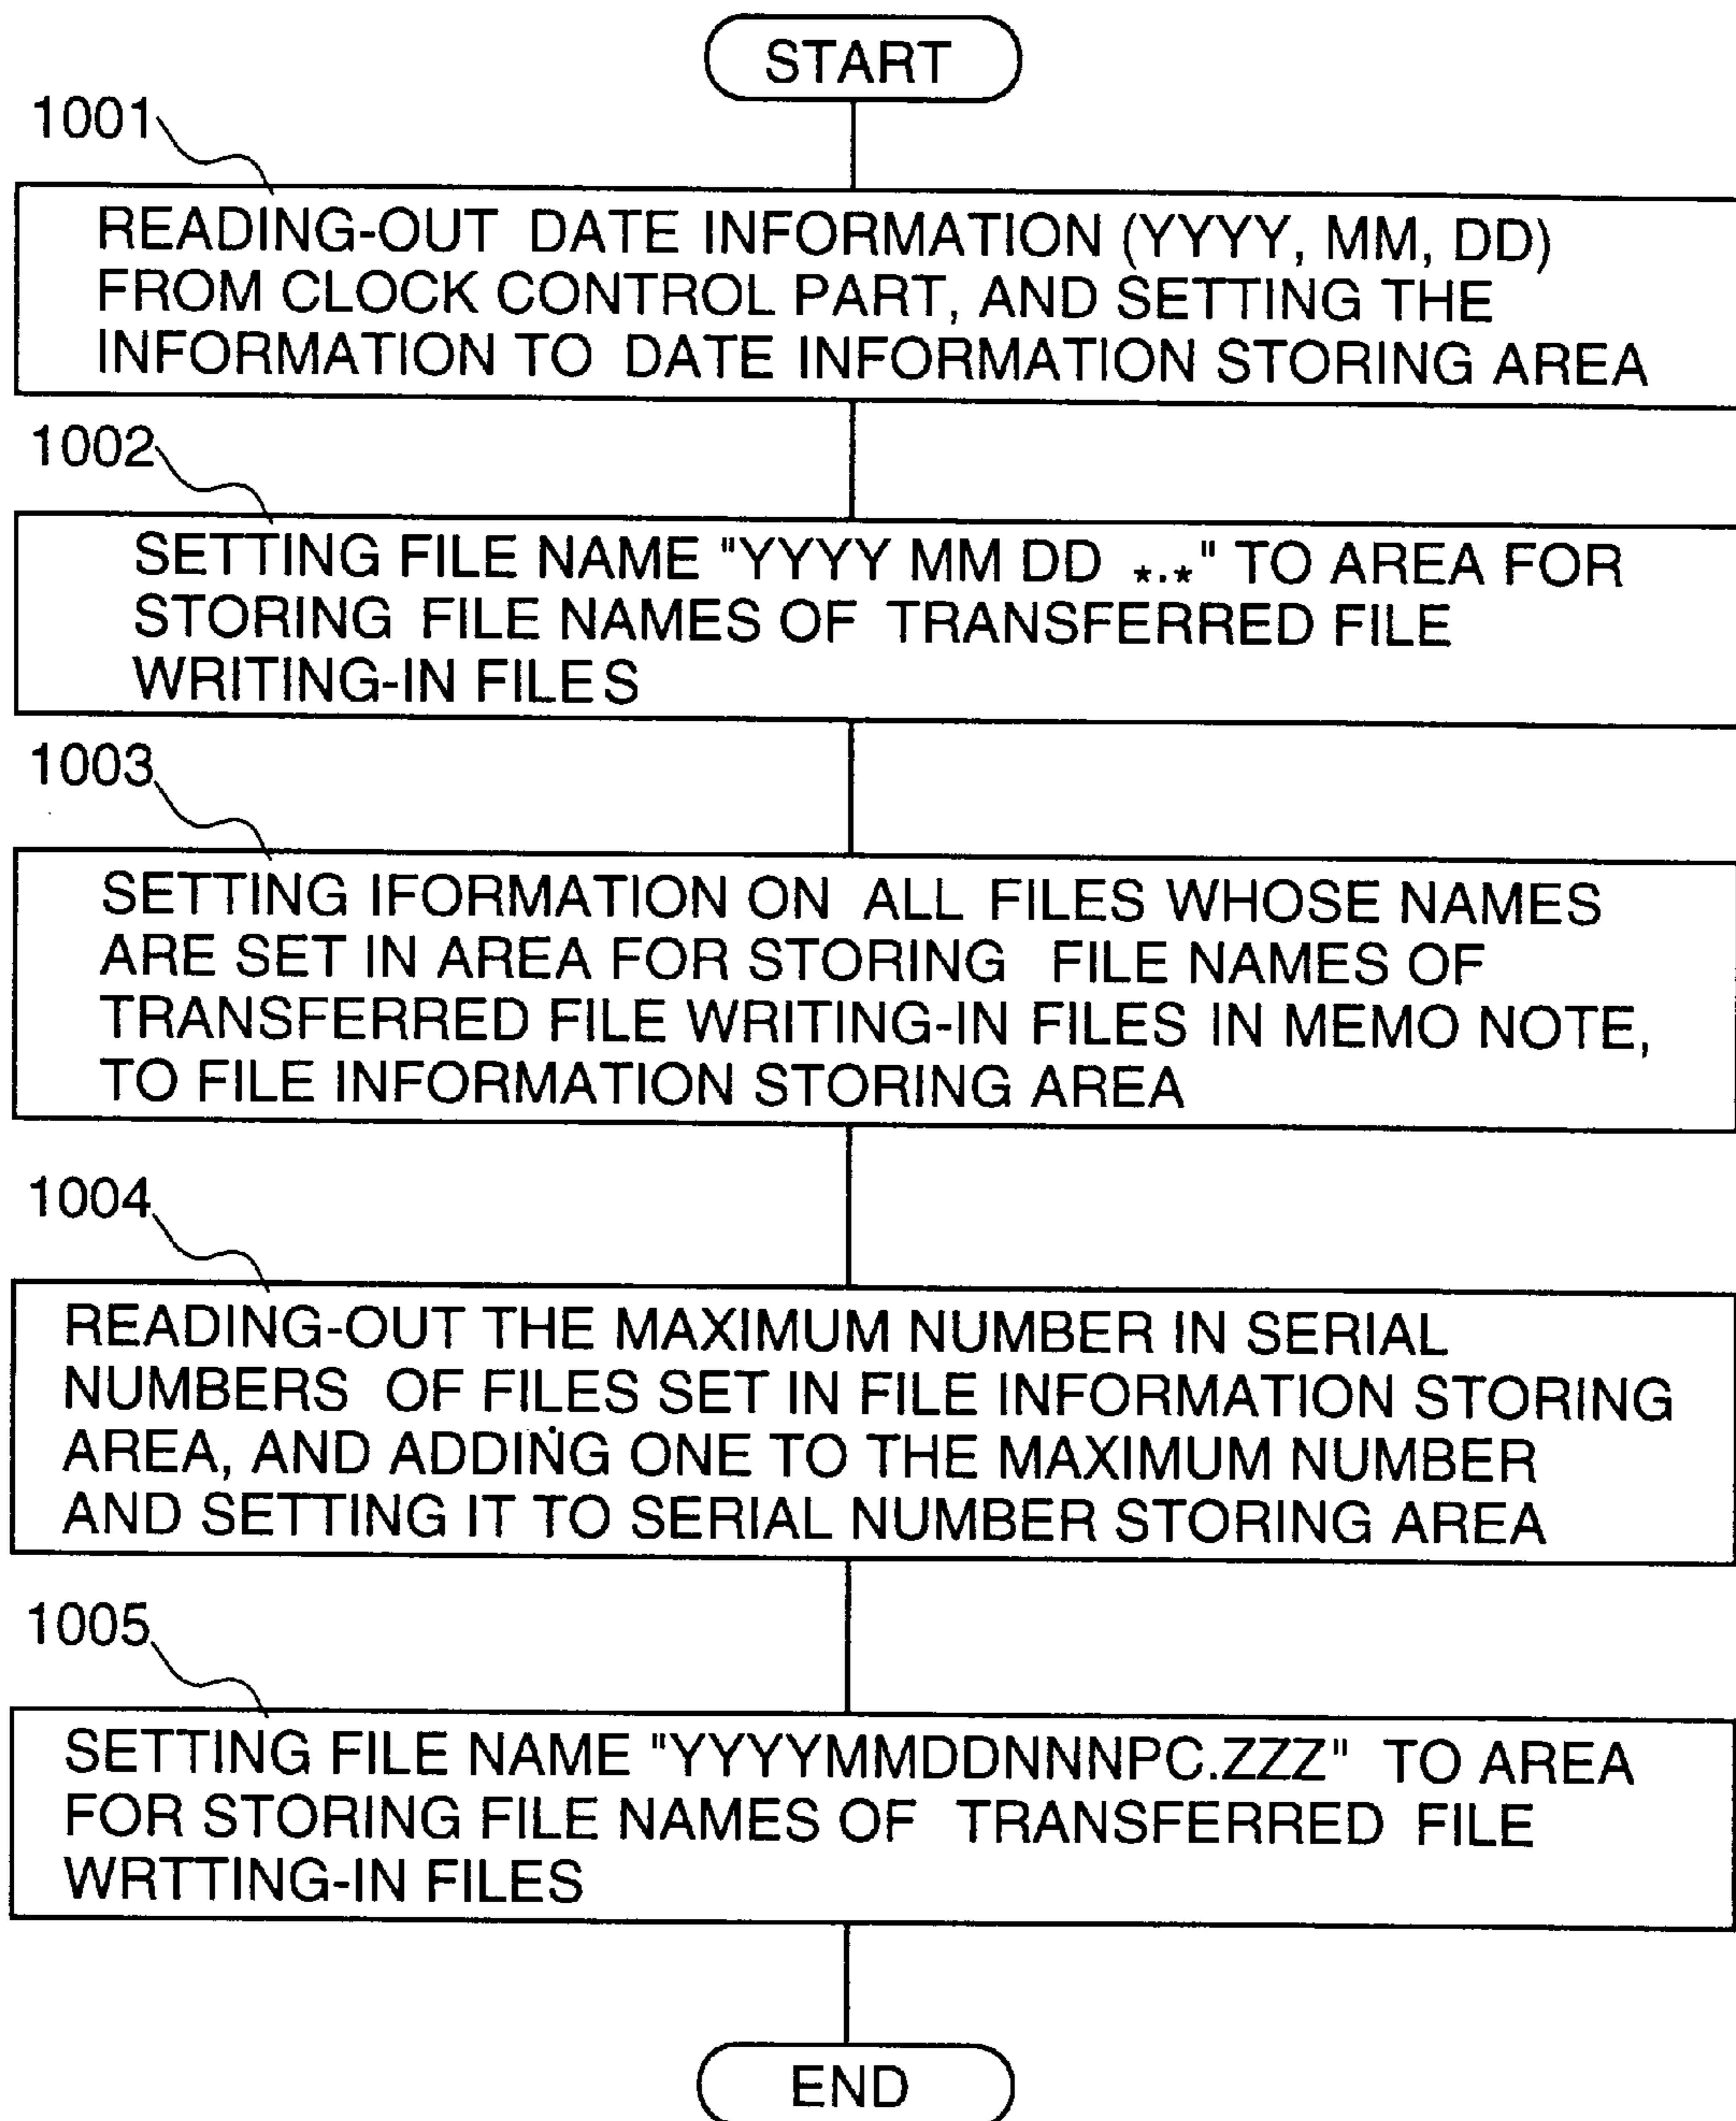 START
1001
READING-OUT DATE INFORMATION (YYYY, MM, DD)
FROM CLOCK CONTROL PART, AND SETTING THE
INFORMATION TO DATE INFORMATION STORING AREA
1002
SETTING FILE NAME "YYYY MM DD *.*" TO AREA FOR
STORING FILE NAMES OF TRANSFERRED FILE
WRITING-IN FILES
1003
SETTING IFORMATION ON ALL FILES WHOSE NAMES
ARE SET IN AREA FOR STORING FILE NAMES OF
TRANSFERRED FILE WRITING-IN FILES IN MEMO NOTE,
TO FILE INFORMATION STORING AREA
1004
READING-OUT THE MAXIMUM NUMBER IN SERIAL
NUMBERS OF FILES SET IN FILE INFORMATION STORING
AREA, AND ADDING ONE TO THE MAXIMUM NUMBER
AND SETTING IT TO SERIAL NUMBER STORING AREA
1005
SETTING FILE NAME "YYYYMMDDNNNPC.ZZZ" TO AREA
FOR STORING FILE NAMES OF TRANSFERRED FILE
WRTTING-IN FILES
END